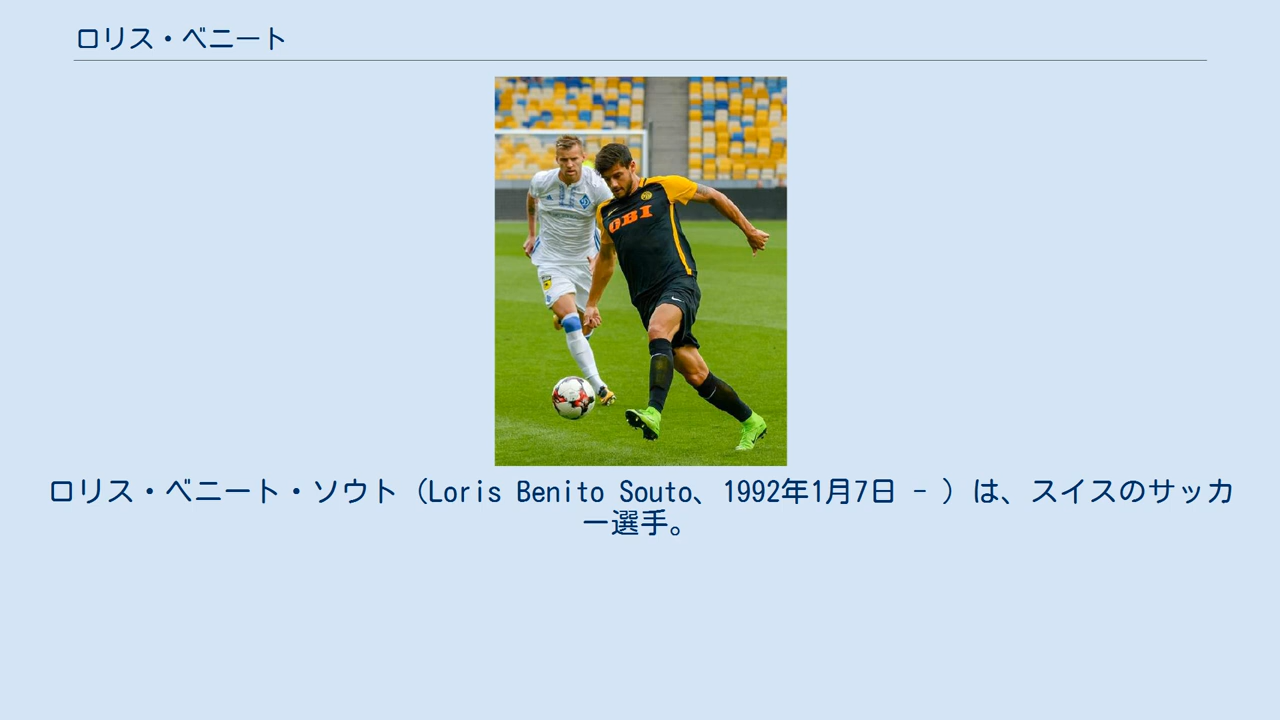 ロリス・ベニート
OBI
ロリス・ベニート・ソウト（Loris Benito Souto、1992年1月7日 - ）は、スイスのサッカ
ー選手。